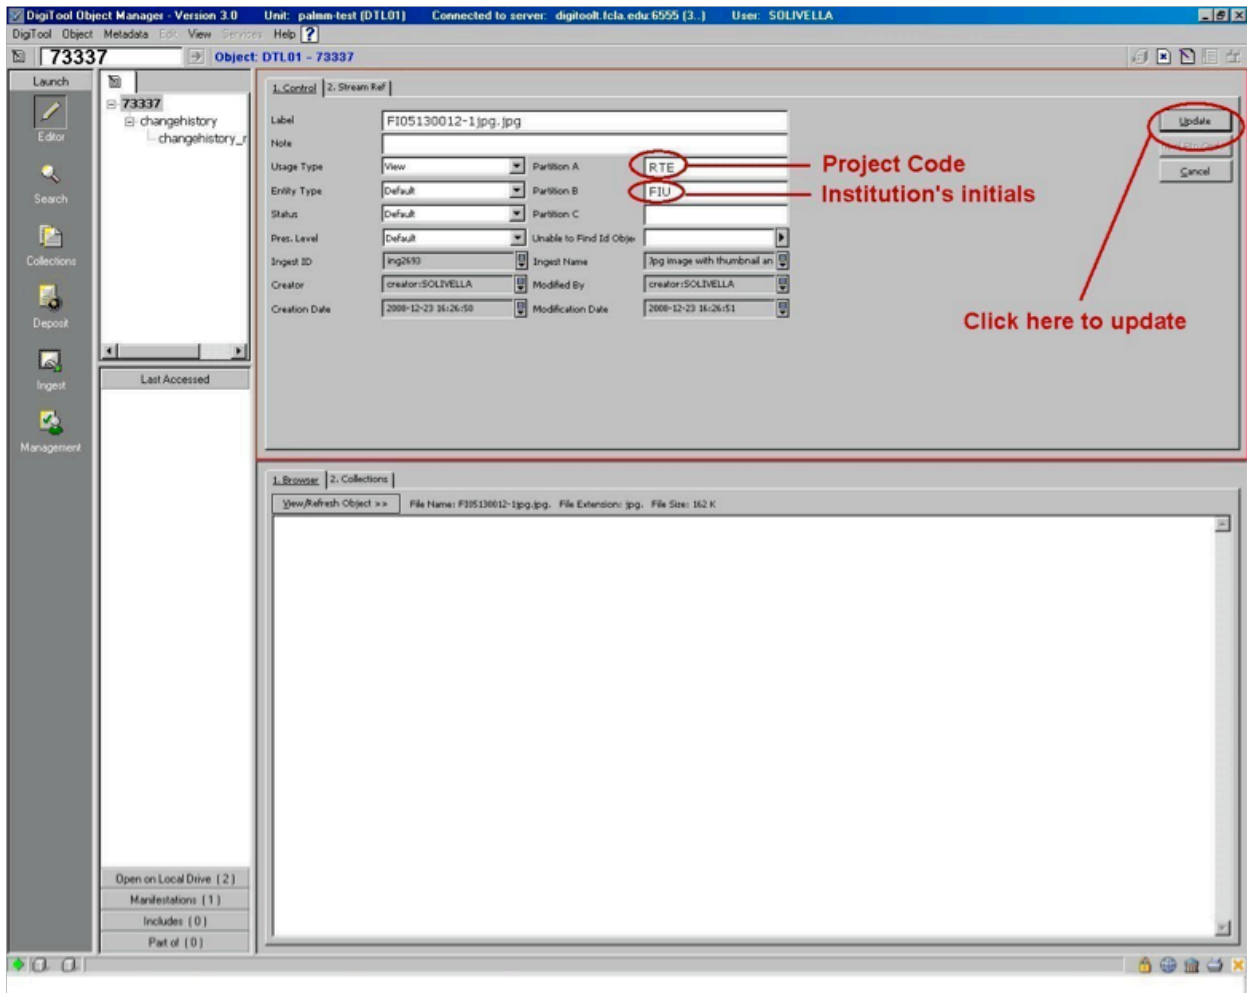 DigiTool Object Manager - Version 3.0 Unit: palmm-test (DTL01) Connected to server: digitoolt.fcla.edu:6555 (3..) User: SOLIVELLA
DigiTool Object Metadata Edit View Services Help ?
73337 Object: DTL01 - 73337
Launch
Editor
Search
Collections
Deposit
Ingest
Management
73337
changehistory
changehistory_r
Last Accessed
Open on Local Drive ( 2 )
Manifestations ( 1 )
Includes ( 0 )
Part of ( 0 )
1. Control 2. Stream Ref
Label FI05130012-1jpg.jpg
Note
Usage Type View Partition A RTE
Entity Type Default Partition B FIU
Status Default Partition C
Pres. Level Default Unable to Find Id Obje
Ingest ID ing2693 Ingest Name Jpg image with thumbnail an
Creator creator:SOLIVELLA Modified By creator:SOLIVELLA
Creation Date 2008-12-23 16:26:50 Modification Date 2008-12-23 16:26:51
Project Code
Institution's initials
Update
Cancel
Click here to update
1. Browser 2. Collections
View/Refresh Object >> File Name: FI05130012-1jpg.jpg. File Extension: jpg. File Size: 162 K